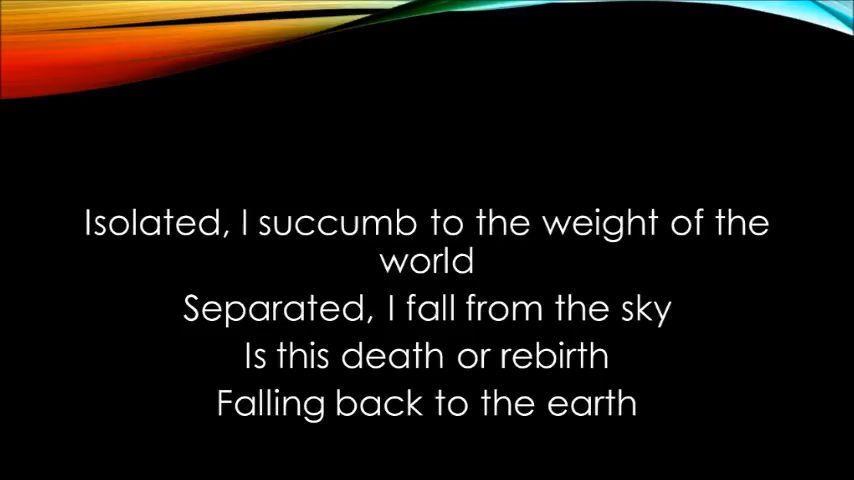 Isolated, I succumb to the weight of the
world
Separated, I fall from the sky
Is this death or rebirth
Falling back to the earth